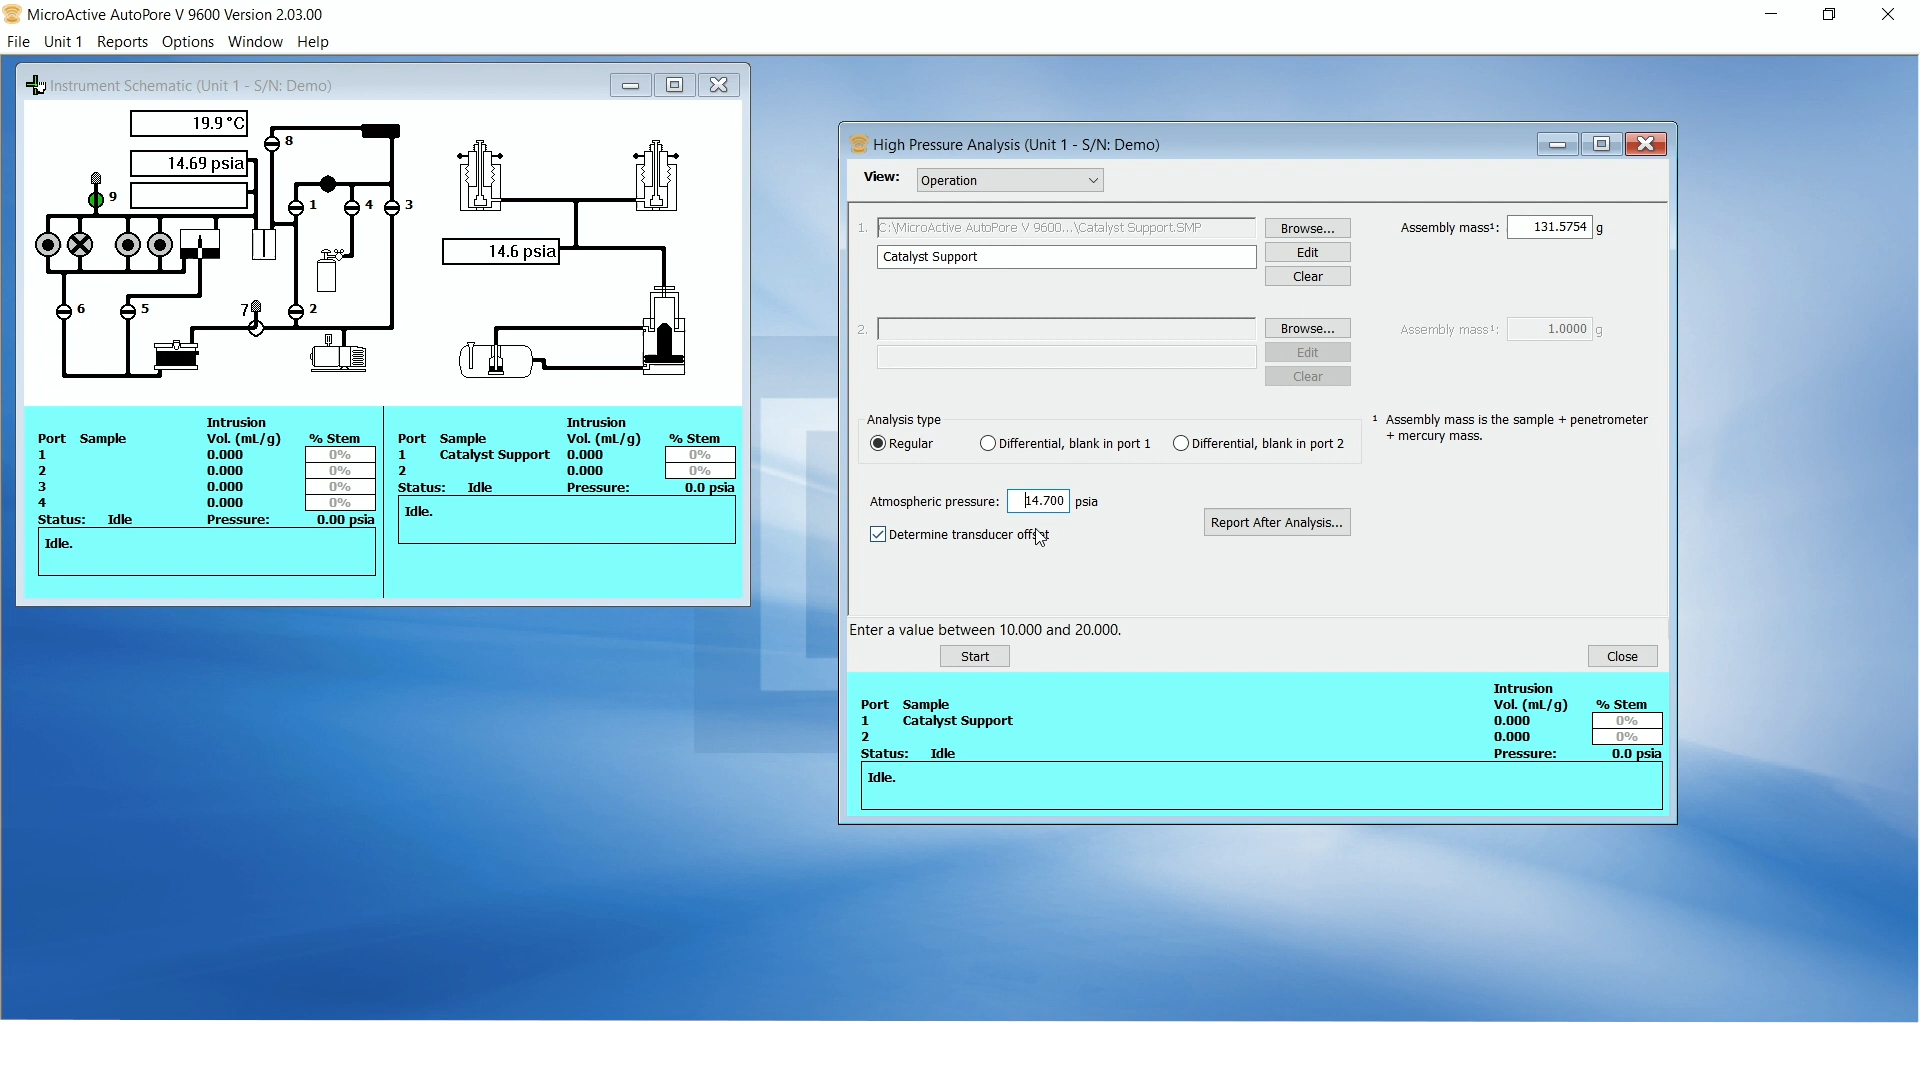 MicroActive AutoPore V 9600 Version 2.03.00
File Unit 1 Reports Options Window Help
Instrument Schematic (Unit 1 - S/N: Demo)
19.9 °C
8
14.69 psia
9
1 4 3
14.6 psia
6 5 7 2
Intrusion
Port Sample Vol. (mL/g) % Stem
1 0.000 0%
2 0.000 0%
3 0.000 0%
4 0.000 0%
Status: Idle Pressure: 0.00 psia
Idle.
Intrusion
Port Sample Vol. (mL/g) % Stem
1 Catalyst Support 0.000 0%
2 0.000 0%
Status: Idle Pressure: 0.0 psia
Idle.
High Pressure Analysis (Unit 1 - S/N: Demo)
View: Operation
1. C:\MicroActive AutoPore V 9600...\Catalyst Support.SMP Browse... Assembly mass¹: 131.5754 g
Catalyst Support Edit
Clear
2. Browse... Assembly mass¹: 1.0000 g
Edit
Clear
Analysis type
Regular Differential, blank in port 1 Differential, blank in port 2
¹ Assembly mass is the sample + penetrometer
+ mercury mass.
Atmospheric pressure: 14.700 psia
Determine transducer offset
Report After Analysis...
Enter a value between 10.000 and 20.000.
Start Close
Intrusion
Port Sample Vol. (mL/g) % Stem
1 Catalyst Support 0.000 0%
2 0.000 0%
Status: Idle Pressure: 0.0 psia
Idle.